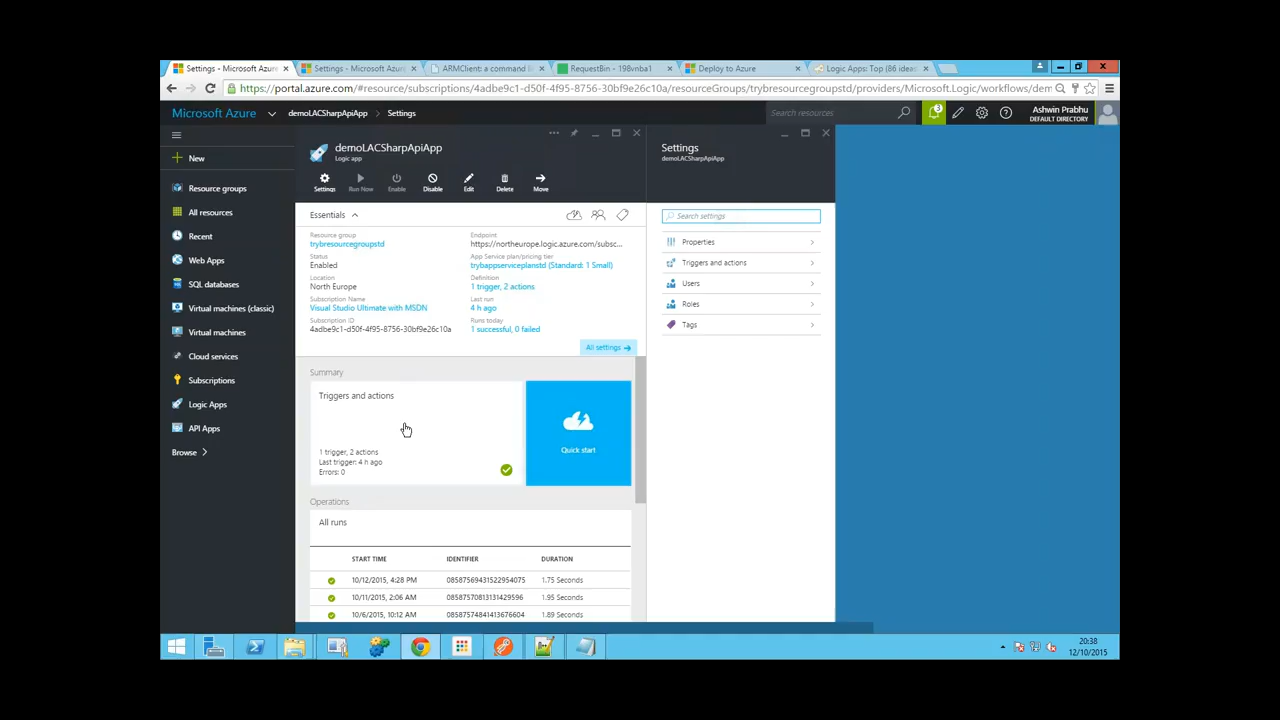 Settings - Microsoft Azure
Settings - Microsoft Azure
ARMClient: a command l
RequestBin - 198vnba1
Deploy to Azure
Logic Apps: Top (86 idea
https://portal.azure.com/#resource/subscriptions/4adbe9c1-d50f-4f95-8756-30bf9e26c10a/resourceGroups/trybresourcegroupstd/providers/Microsoft.Logic/workflows/dem
Microsoft Azure
demoLACSharpApiApp
Settings
Search resources
3
Ashwin Prabhu
DEFAULT DIRECTORY
New
Resource groups
All resources
Recent
Web Apps
SQL databases
Virtual machines (classic)
Virtual machines
Cloud services
Subscriptions
Logic Apps
API Apps
Browse
demoLACSharpApiApp
Logic app
Settings
Run Now
Enable
Disable
Edit
Delete
Move
Essentials
Resource group
trybresourcegroupstd
Status
Enabled
Location
North Europe
Subscription Name
Visual Studio Ultimate with MSDN
Subscription ID
4adbe9c1-d50f-4f95-8756-30bf9e26c10a
Endpoint
https://northeurope.logic.azure.com/subsc...
App Service plan/pricing tier
trybappserviceplanstd (Standard: 1 Small)
Definition
1 trigger, 2 actions
Last run
4 h ago
Runs today
1 successful, 0 failed
All settings
Summary
Triggers and actions
1 trigger, 2 actions
Last trigger: 4 h ago
Errors: 0
Quick start
Operations
All runs
START TIME IDENTIFIER DURATION
10/12/2015, 4:28 PM 08587569431522954075 1.75 Seconds
10/11/2015, 2:06 AM 08587570813131429596 1.95 Seconds
10/6/2015, 10:12 AM 08587574841413676604 1.89 Seconds
Settings
demoLACSharpApiApp
Search settings
Properties
Triggers and actions
Users
Roles
Tags
20:38
12/10/2015